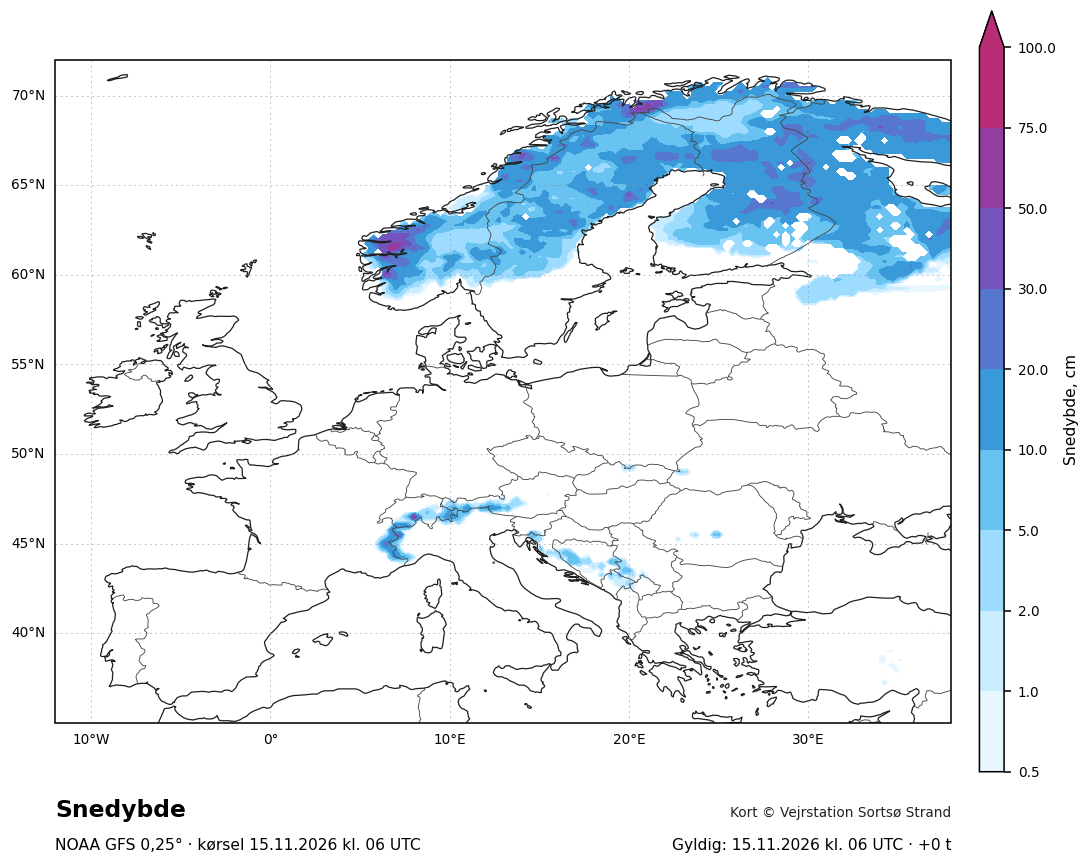 100.0
75.0
50.0
30.0
20.0
10.0
5.0
2.0
1.0
0.5
Snedybde, cm
70°N
65°N
60°N
55°N
50°N
45°N
40°N
10°W 0° 10°E 20°E 30°E
Snedybde
Kort © Vejrstation Sortsø Strand
NOAA GFS 0,25° · kørsel 15.11.2026 kl. 06 UTC
Gyldig: 15.11.2026 kl. 06 UTC · +0 t